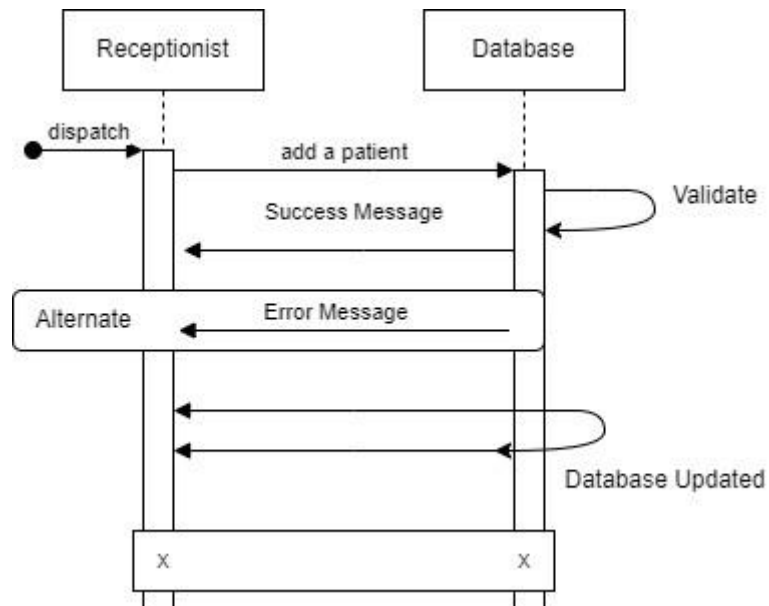 Receptionist
Database
dispatch
add a patient
Validate
Success Message
Error Message
Alternate
Database Updated
X
X